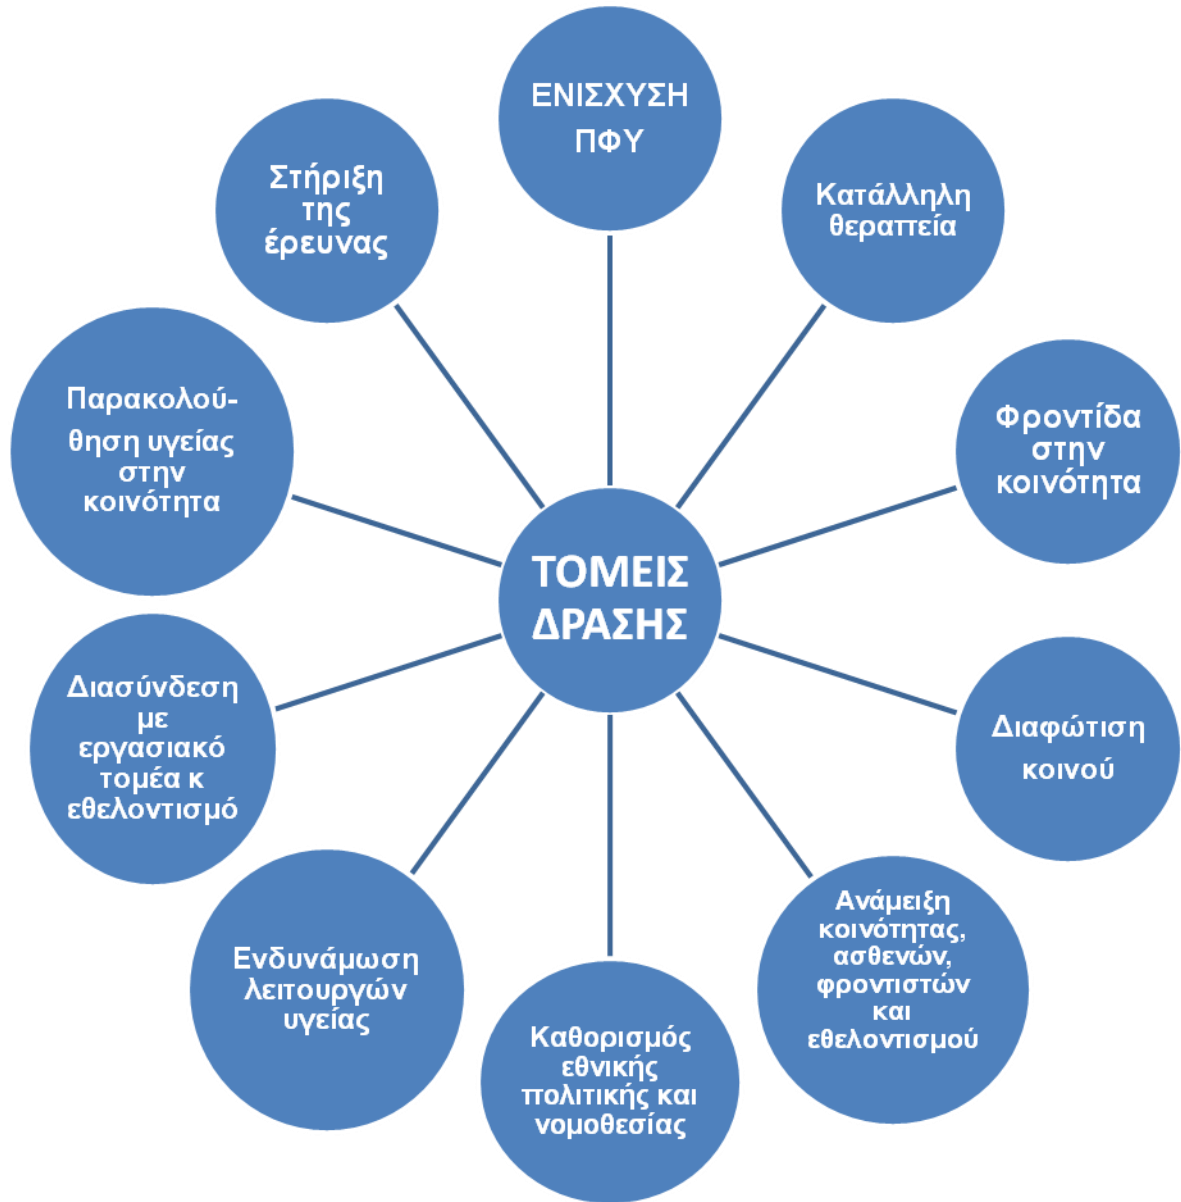 ΕΝΙΣΧΥΣΗ
ΠΦΥ
Κατάλληλη
θεραπεία
Φροντίδα
στην
κοινότητα
Διαφώτιση
κοινού
Ανάμειξη
κοινότητας,
ασθενών,
φροντιστών
και
εθελοντισμού
Καθορισμός
εθνικής
πολιτικής και
νομοθεσίας
Ενδυνάμωση
λειτουργών
υγείας
Διασύνδεση
με
εργασιακό
τομέα κ
εθελοντισμό
Παρακολού-
θηση υγείας
στην
κοινότητα
Στήριξη
της
έρευνας
ΤΟΜΕΙΣ
ΔΡΑΣΗΣ